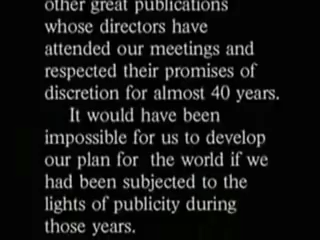 other great publications
whose directors have
attended our meetings and
respected their promises of
discretion for almost 40 years.
It would have been
impossible for us to develop
our plan for the world if we
had been subjected to the
lights of publicity during
those years.